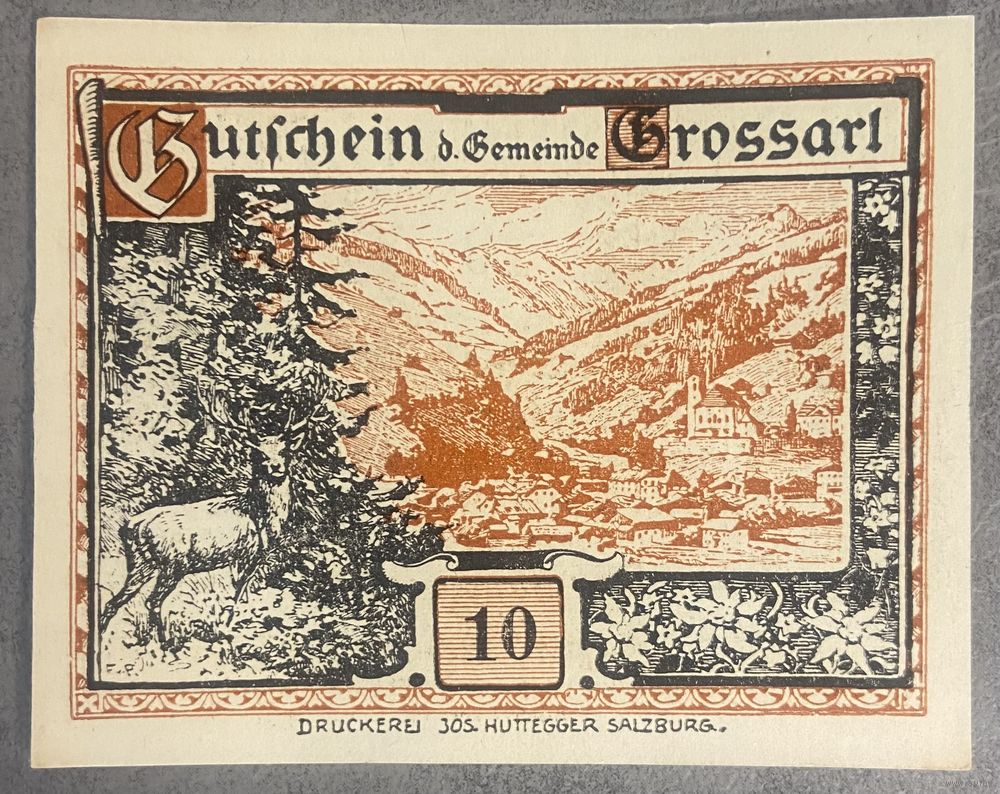 Gutſchein d. Gemeinde Grossarl
10
DRUCKEREI JOS. HUTTEGGER SALZBURG.